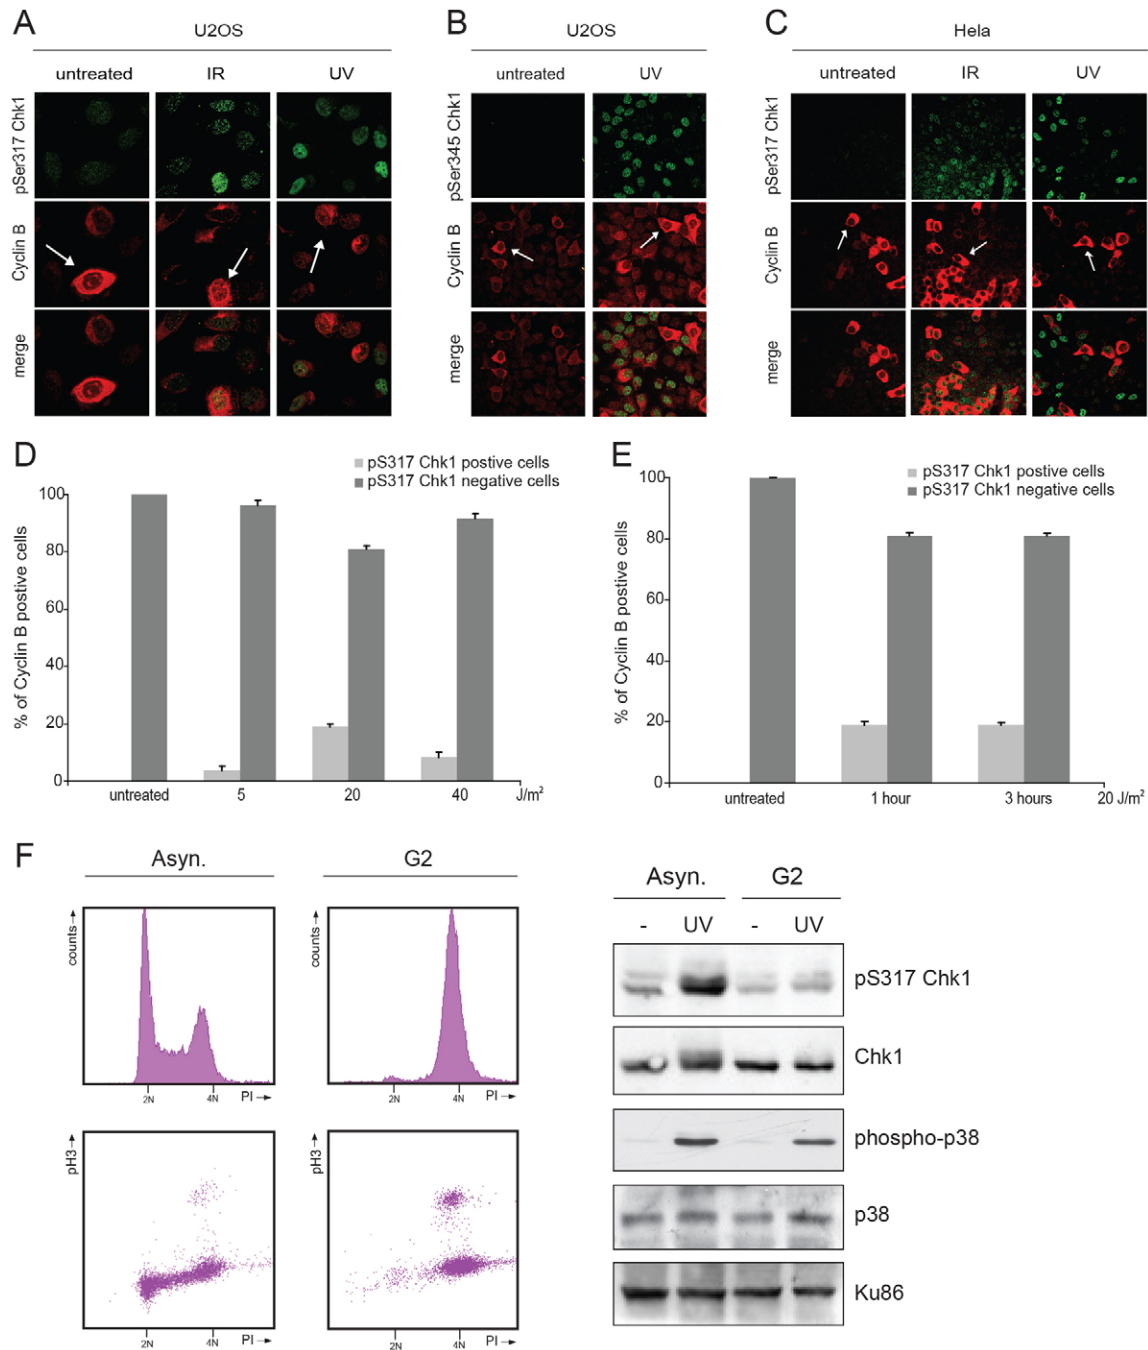 A
U2OS
untreated IR UV
pSer317 Chk1
Cyclin B
merge
B
U2OS
untreated UV
pSer345 Chk1
Cyclin B
merge
C
Hela
untreated IR UV
pSer317 Chk1
Cyclin B
merge
D
pS317 Chk1 postive cells
pS317 Chk1 negative cells
% of Cyclin B postive cells
100
80
60
40
20
0
untreated 5 20 40 J/m²
E
pS317 Chk1 postive cells
pS317 Chk1 negative cells
% of Cyclin B postive cells
100
80
60
40
20
0
untreated 1 hour 3 hours 20 J/m²
F
Asyn. G2
counts→ counts→
2N 4N PI→ 2N 4N PI→
pH3→ pH3→
2N 4N PI→ 2N 4N PI→
Asyn. G2
- UV - UV
pS317 Chk1
Chk1
phospho-p38
p38
Ku86